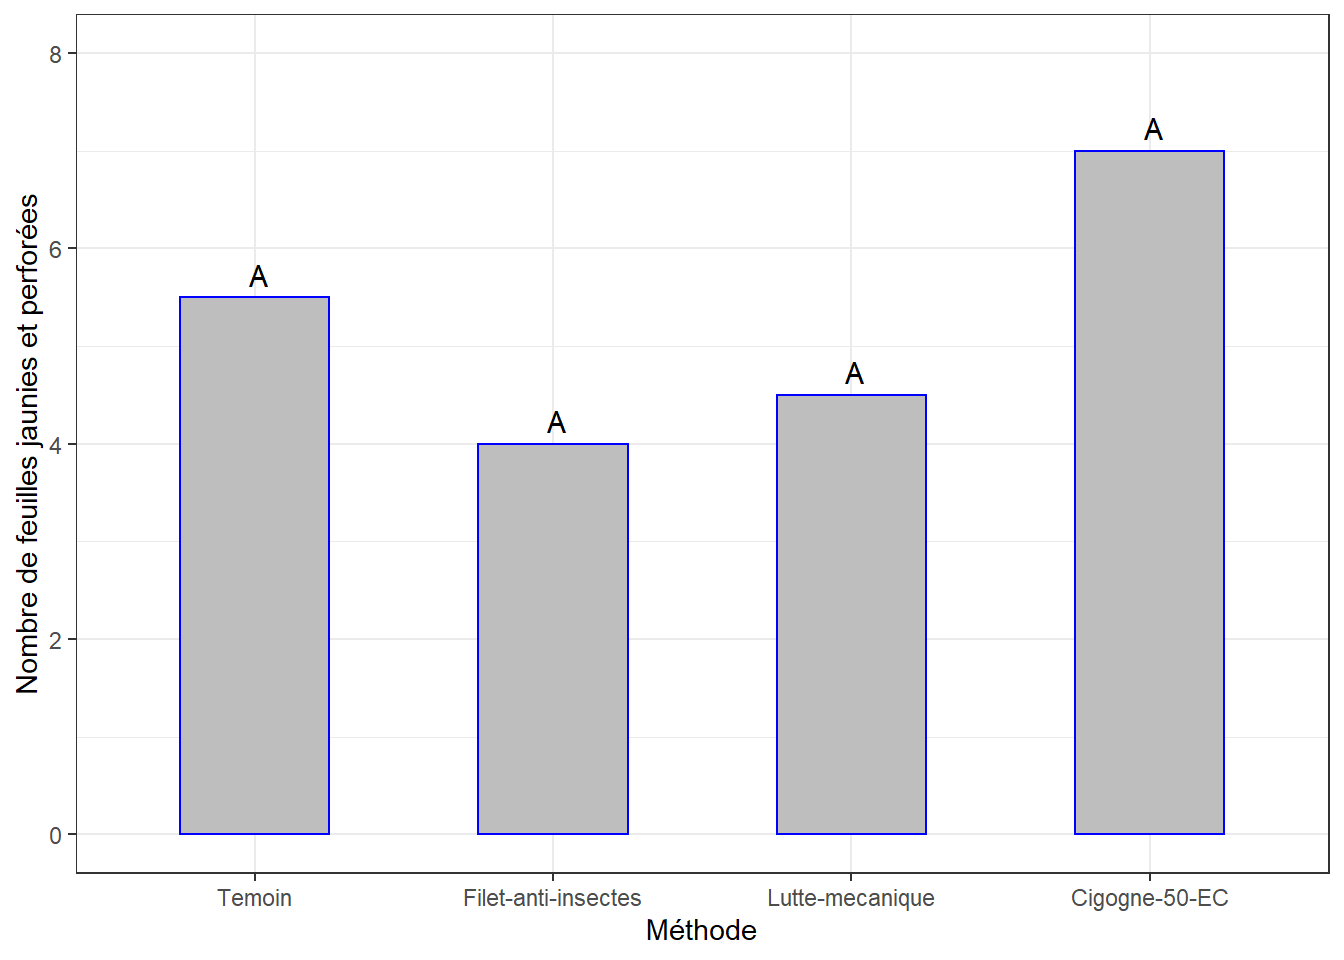 Nombre de feuilles jaunies et perforées
8
6
4
2
0
A
A
A
A
Temoin
Filet-anti-insectes
Lutte-mecanique
Cigogne-50-EC
Méthode